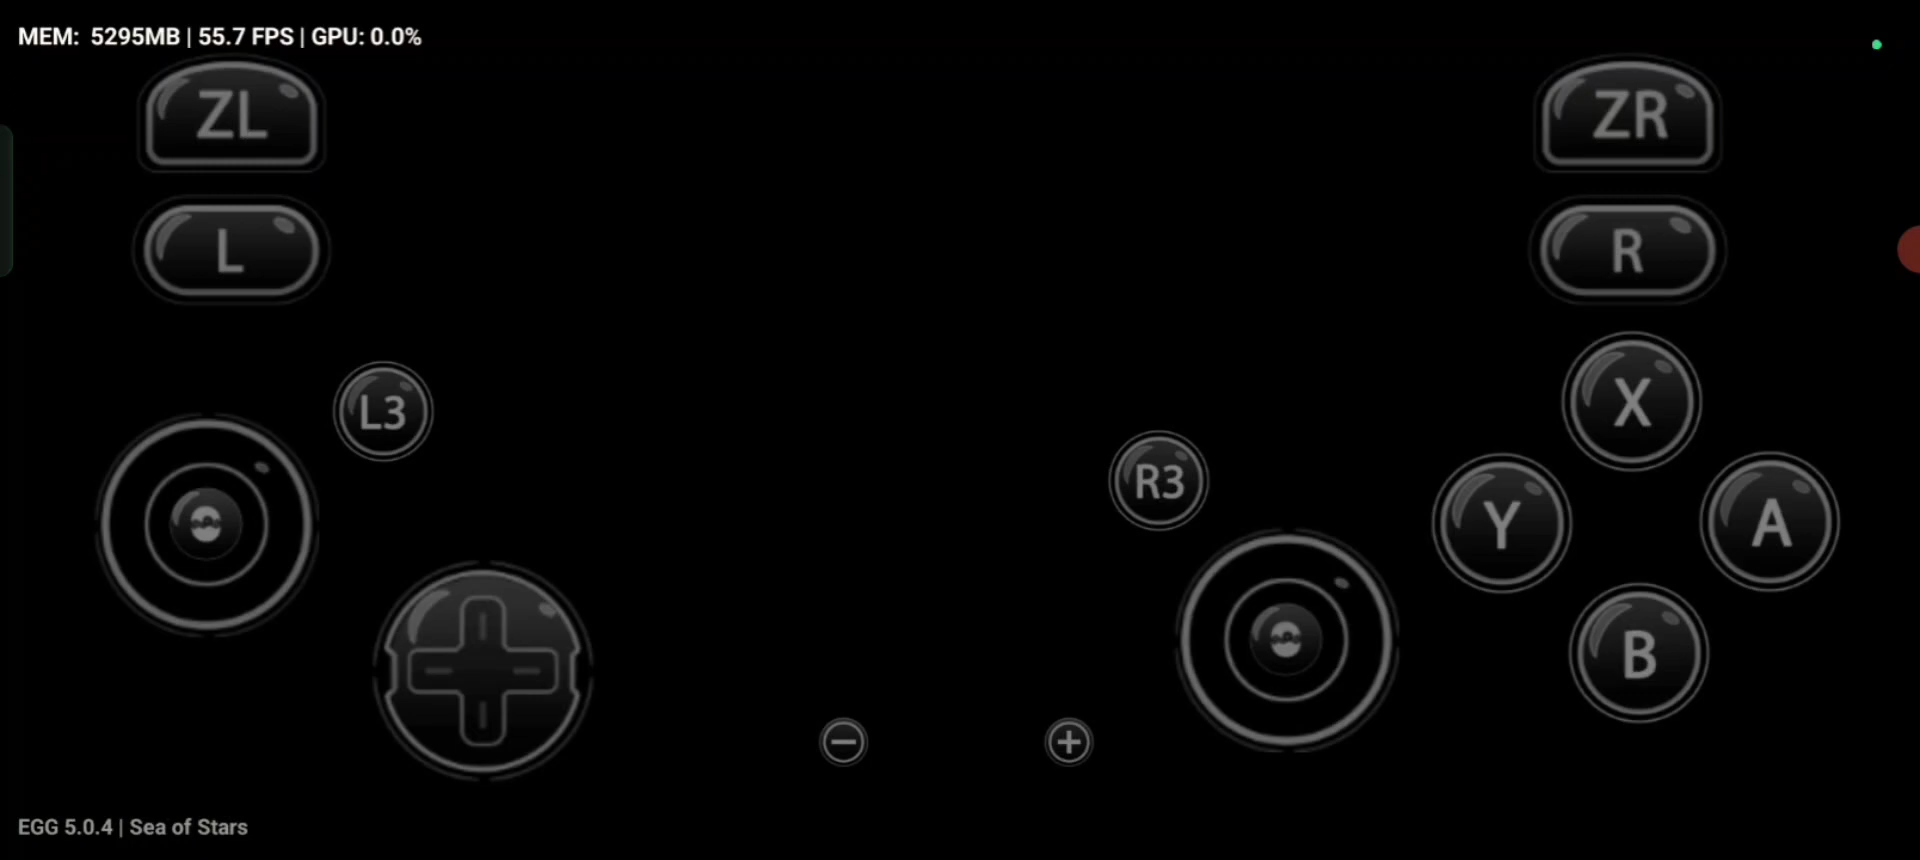 MEM: 5295MB | 55.7 FPS | GPU: 0.0%
ZL
ZR
L
R
L3
X
R3
Y
A
B
EGG 5.0.4 | Sea of Stars